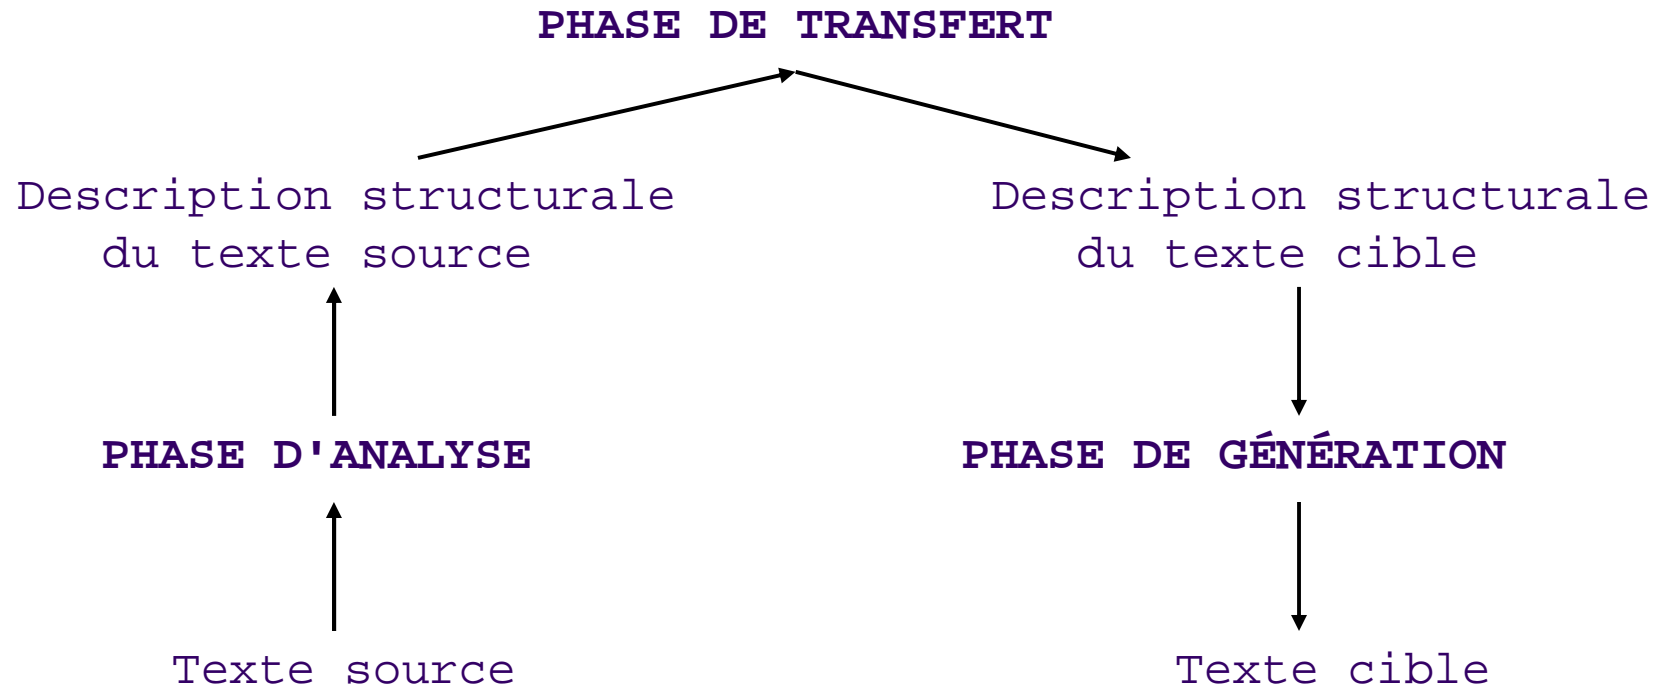 PHASE DE TRANSFERT
Description structurale
du texte source
Description structurale
du texte cible
PHASE D'ANALYSE
PHASE DE GÉNÉRATION
Texte source
Texte cible